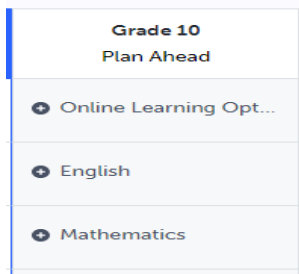 Grade 10
Plan Ahead
Online Learning Opt...
English
Mathematics